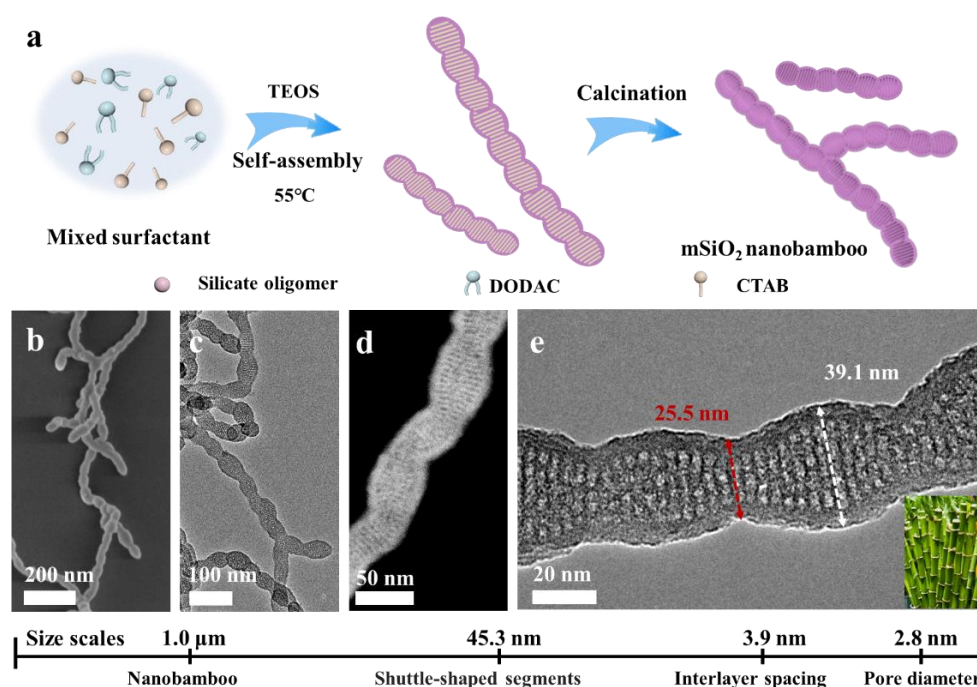 a
TEOS
Self-assembly
55℃
Calcination
Mixed surfactant
mSiO₂ nanobamboo
Silicate oligomer
DODAC
CTAB
b
c
d
e
39.1 nm
25.5 nm
200 nm
100 nm
50 nm
20 nm
Size scales
1.0 μm
45.3 nm
3.9 nm
2.8 nm
Nanobamboo
Shuttle-shaped segments
Interlayer spacing
Pore diameter